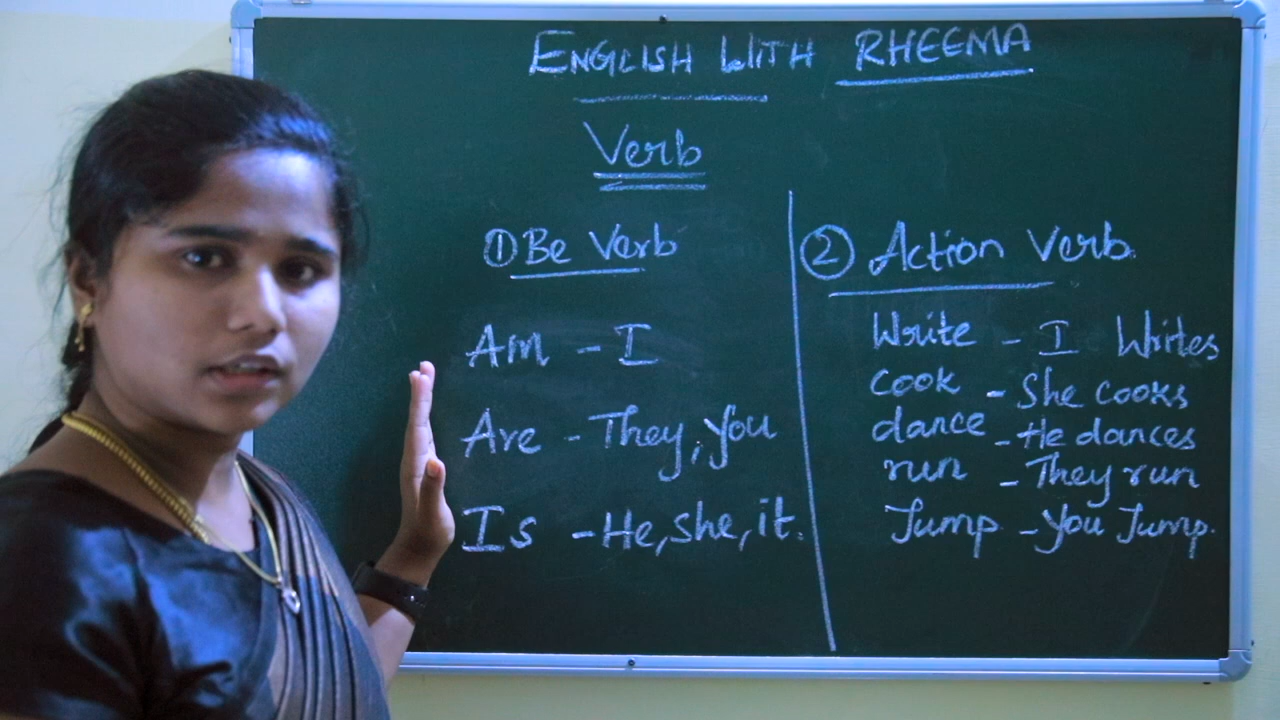 ENGLISH WITH RHEEMA
Verb
① Be Verb
Am - I
Are - They, you
Is - He, she, it.
② Action Verb
Write - I Writes
Cook - She cooks
dance - He dances
run - They run
Jump - you Jump.